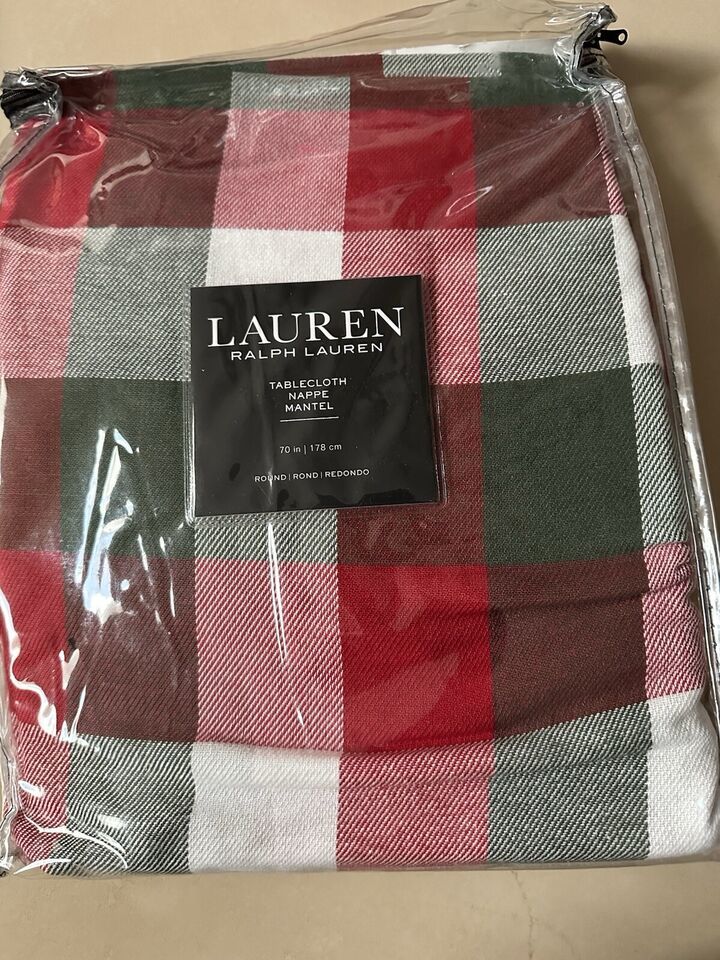 LAUREN
RALPH LAUREN
TABLECLOTH
NAPPE
MANTEL
70 in | 178 cm
ROUND | ROND | REDONDO